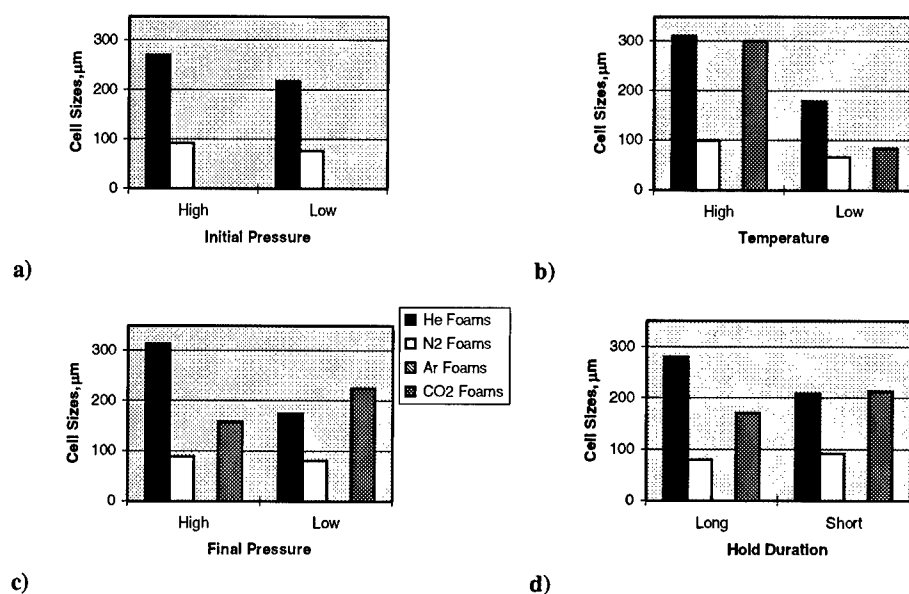 300
200
100
0
Cell Sizes,µm
High
Low
Initial Pressure
a)
300
200
100
0
Cell Sizes,µm
High
Low
Temperature
b)
300
200
100
0
Cell Sizes,µm
High
Low
Final Pressure
c)
He Foams
N2 Foams
Ar Foams
CO2 Foams
300
200
100
0
Cell Sizes,µm
Long
Short
Hold Duration
d)